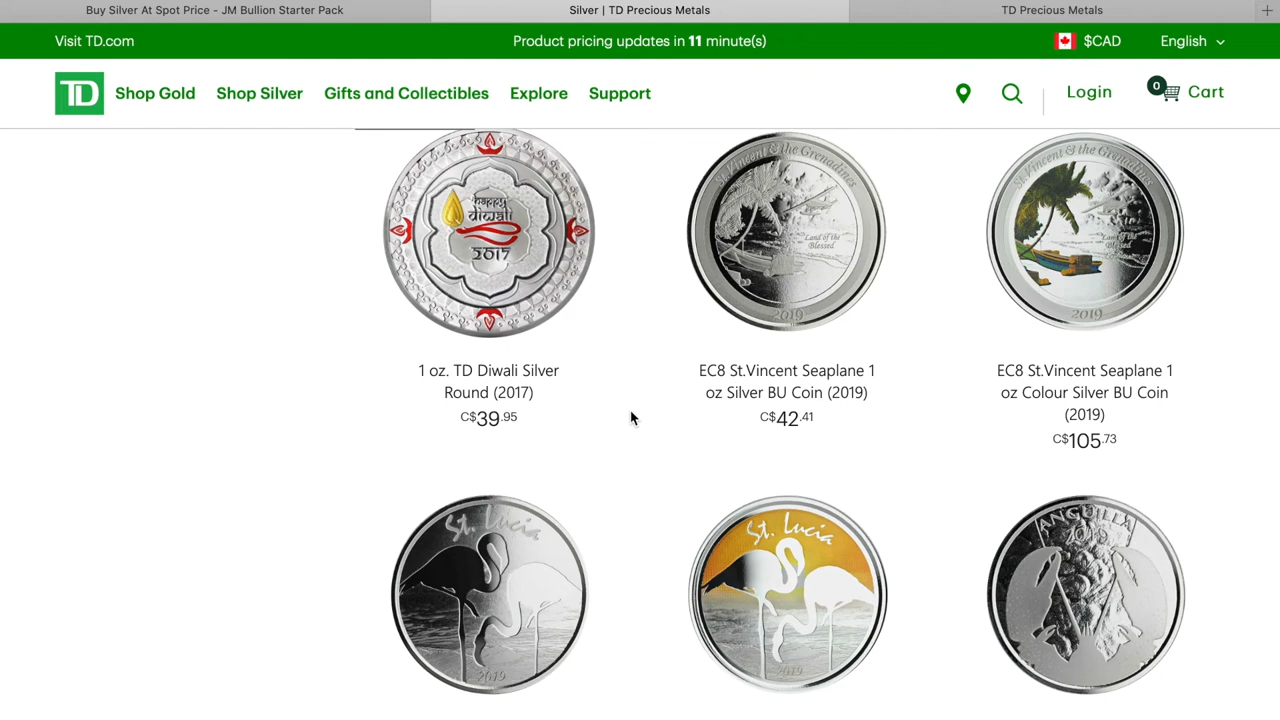 Buy Silver At Spot Price - JM Bullion Starter Pack
Silver | TD Precious Metals
TD Precious Metals
Visit TD.com
Product pricing updates in 11 minute(s)
$CAD
English
TD
Shop Gold
Shop Silver
Gifts and Collectibles
Explore
Support
Login
0
Cart
happy
diwali
2017
St. Vincent & the Grenadines
Land of the
Blessed
2019
St. Vincent & the Grenadines
Land of the
Blessed
2019
1 oz. TD Diwali Silver
Round (2017)
C$39.95
EC8 St.Vincent Seaplane 1
oz Silver BU Coin (2019)
C$42.41
EC8 St.Vincent Seaplane 1
oz Colour Silver BU Coin
(2019)
C$105.73
St. Lucia
2019
St. Lucia
2019
ANGUILLA
2019